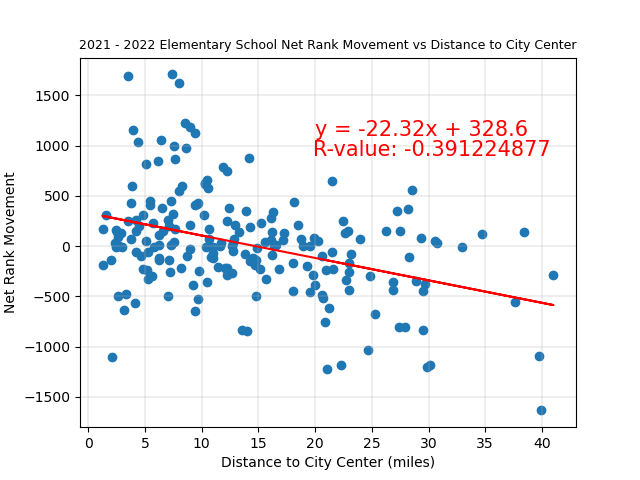 2021 - 2022 Elementary School Net Rank Movement vs Distance to City Center
y = -22.32x + 328.6
R-value: -0.391224877
Net Rank Movement
1500
1000
500
0
−500
−1000
−1500
0 5 10 15 20 25 30 35 40
Distance to City Center (miles)